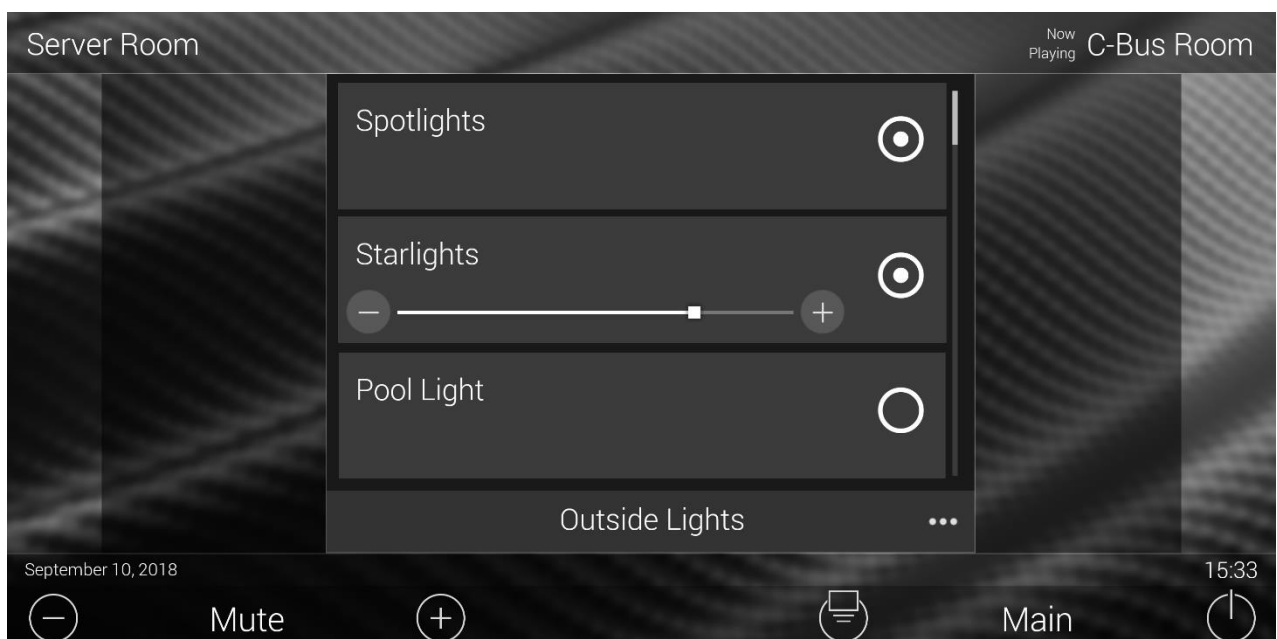 Server Room
Now Playing C-Bus Room
Spotlights
Starlights
Pool Light
Outside Lights
September 10, 2018
15:33
Mute
Main